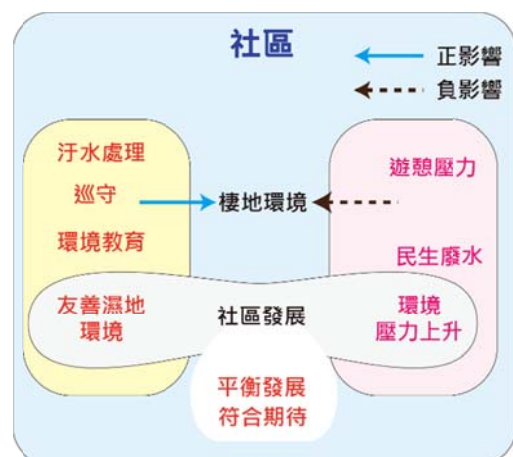 社區
正影響
負影響
汙水處理
巡守
環境教育
友善濕地
環境
棲地環境
遊憩壓力
民生廢水
環境
壓力上升
社區發展
平衡發展
符合期待